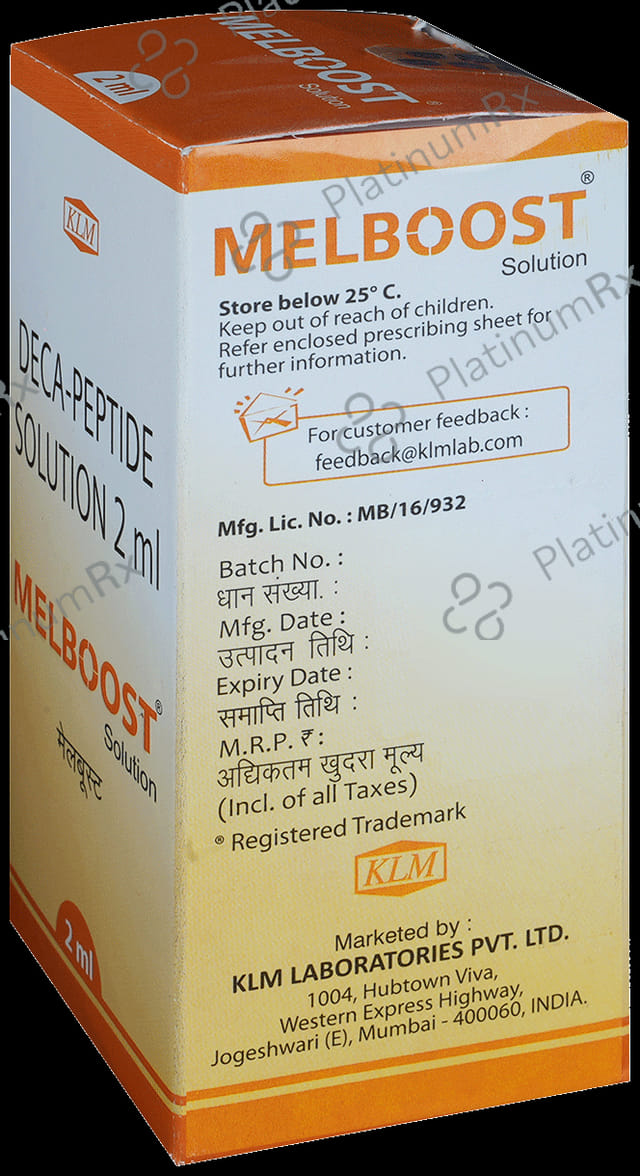 2 ml
MELBOOST®
Solution
KLM
DECA-PEPTIDE
SOLUTION 2 ml
MELBOOST®
Solution
मेलबूस्ट
2 ml
MELBOOST®
Solution
Store below 25° C.
Keep out of reach of children.
Refer enclosed prescribing sheet for
further information.
For customer feedback :
feedback@klmlab.com
Mfg. Lic. No. : MB/16/932
Batch No. :
धान संख्या. :
Mfg. Date :
उत्पादन तिथि :
Expiry Date :
समाप्ति तिथि :
M.R.P. ₹ :
अधिकतम खुदरा मूल्य
(Incl. of all Taxes)
® Registered Trademark
KLM
Marketed by :
KLM LABORATORIES PVT. LTD.
1004, Hubtown Viva,
Western Express Highway,
Jogeshwari (E), Mumbai - 400060, INDIA.
PlatinumRx
PlatinumRx
PlatinumRx
tinumRx